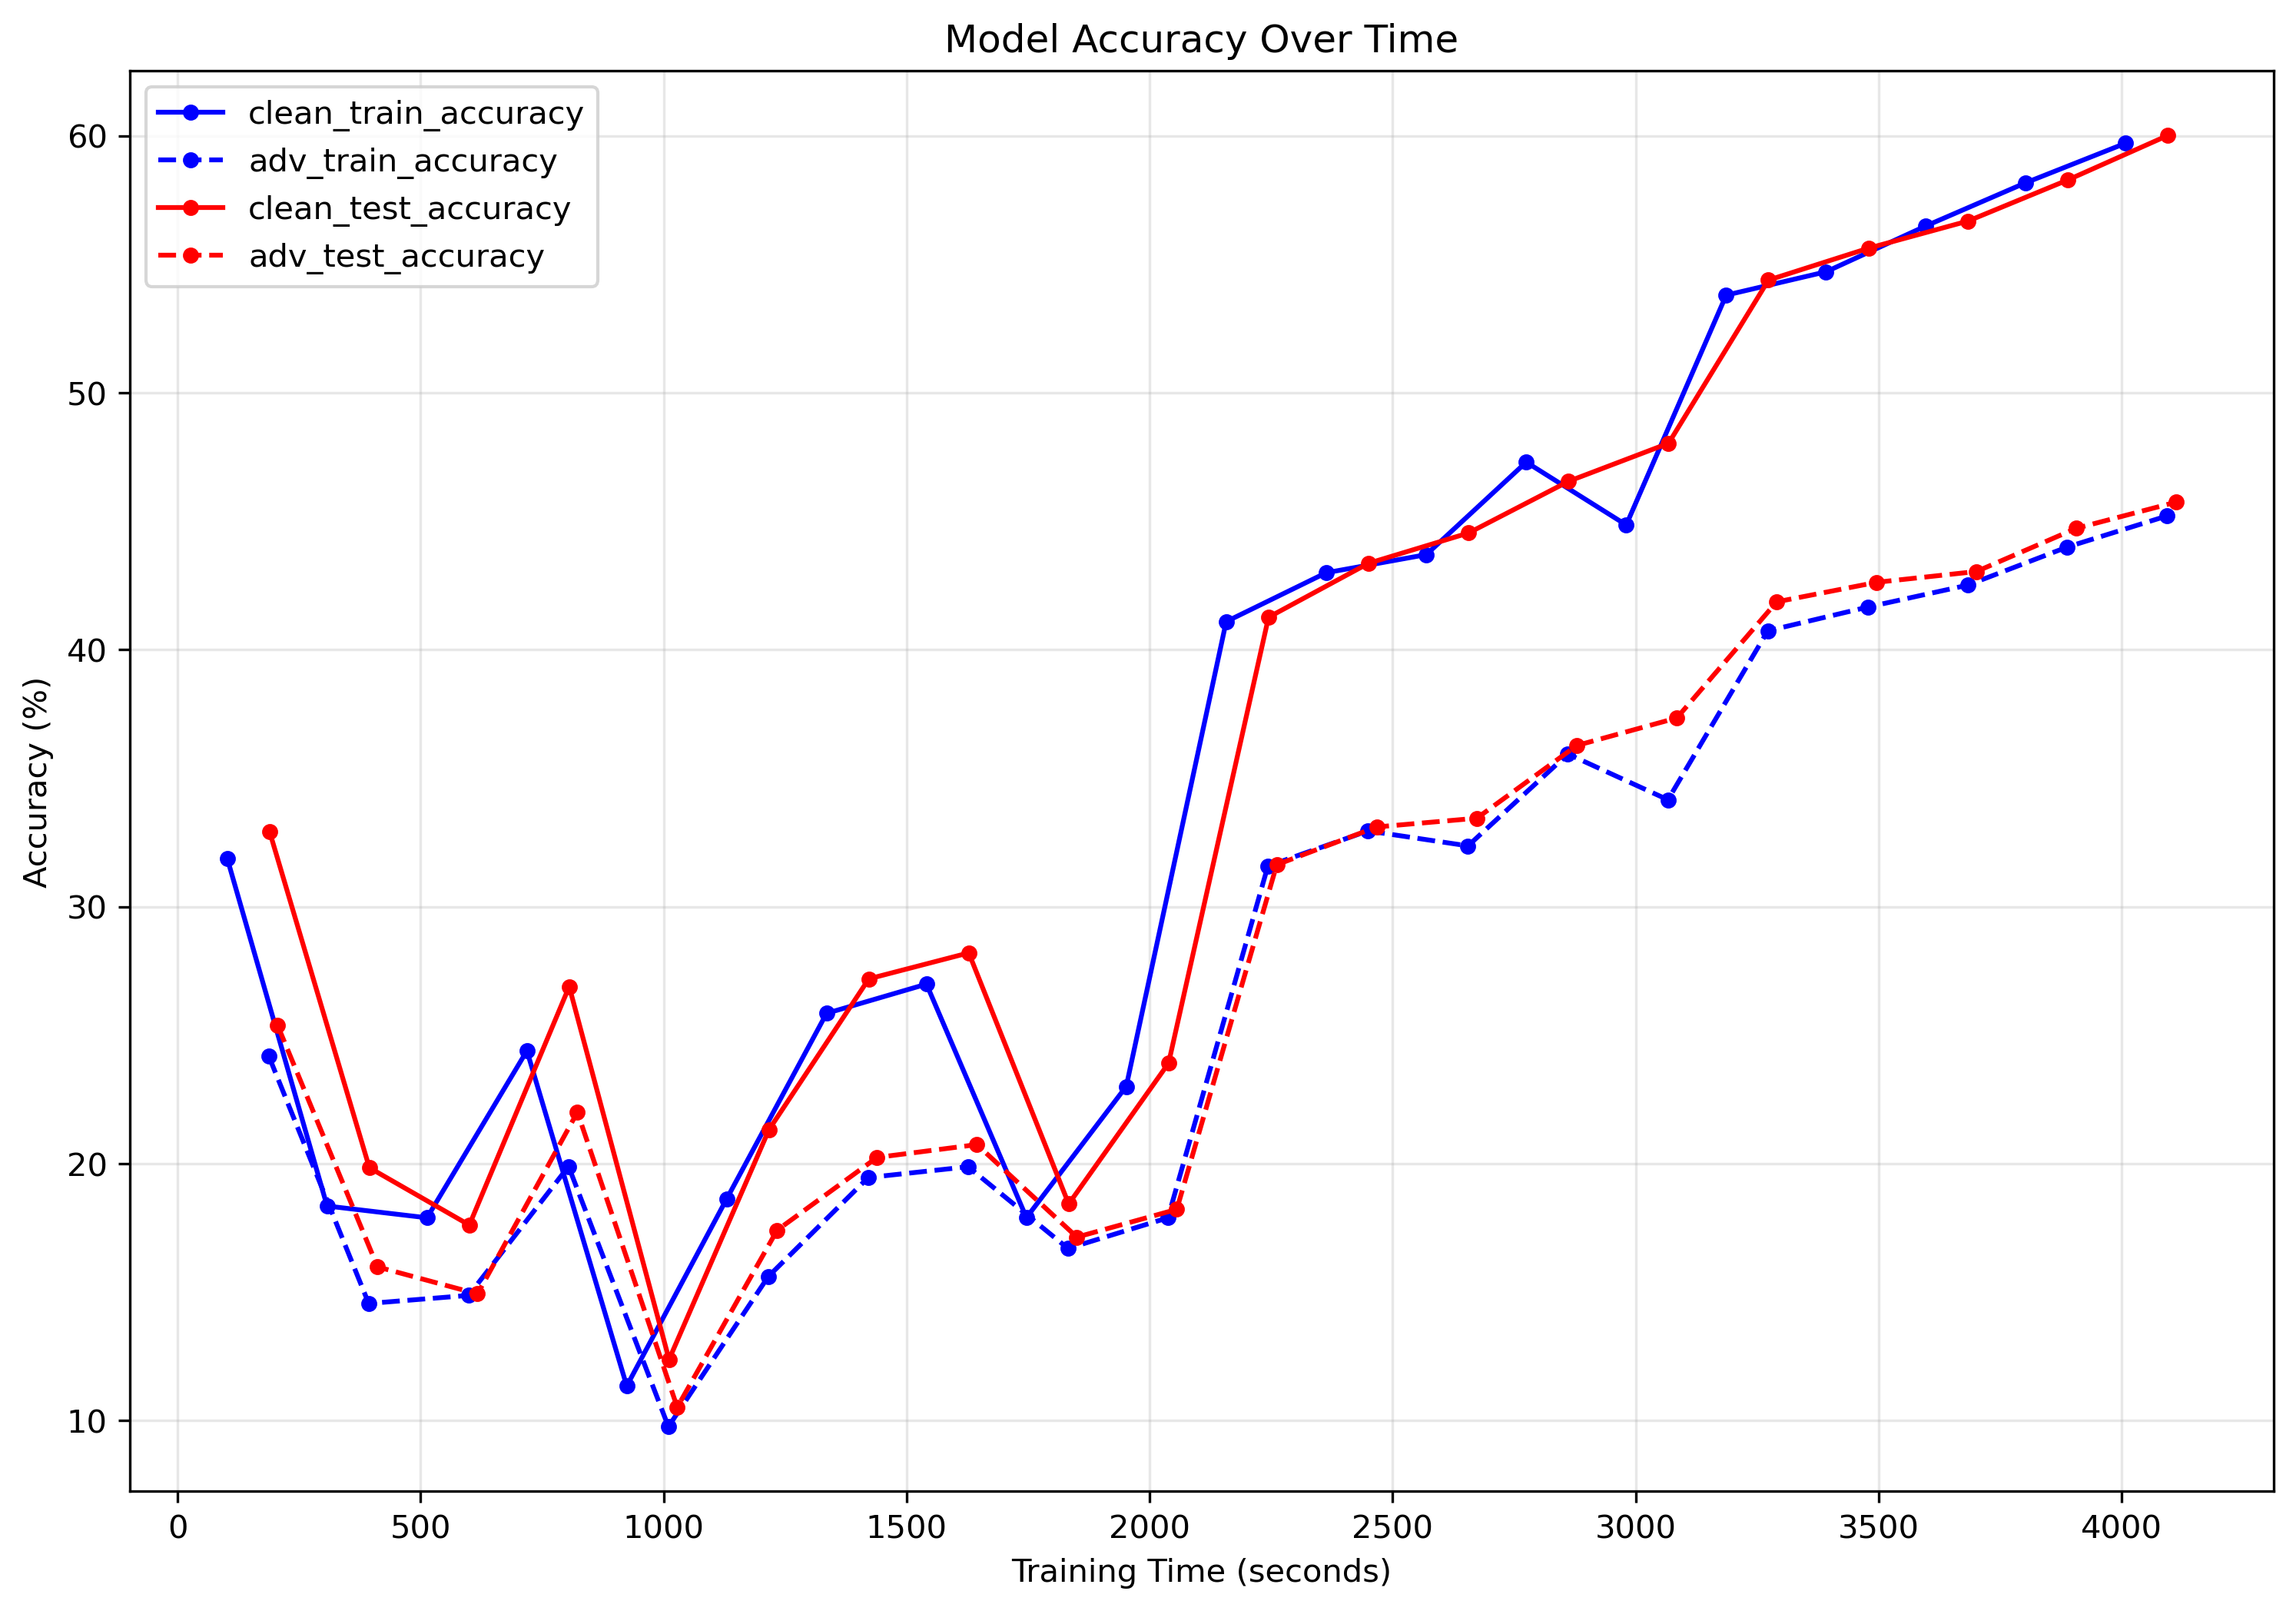 Model Accuracy Over Time
clean_train_accuracy
adv_train_accuracy
clean_test_accuracy
adv_test_accuracy
60
50
40
30
20
10
Accuracy (%)
0 500 1000 1500 2000 2500 3000 3500 4000
Training Time (seconds)